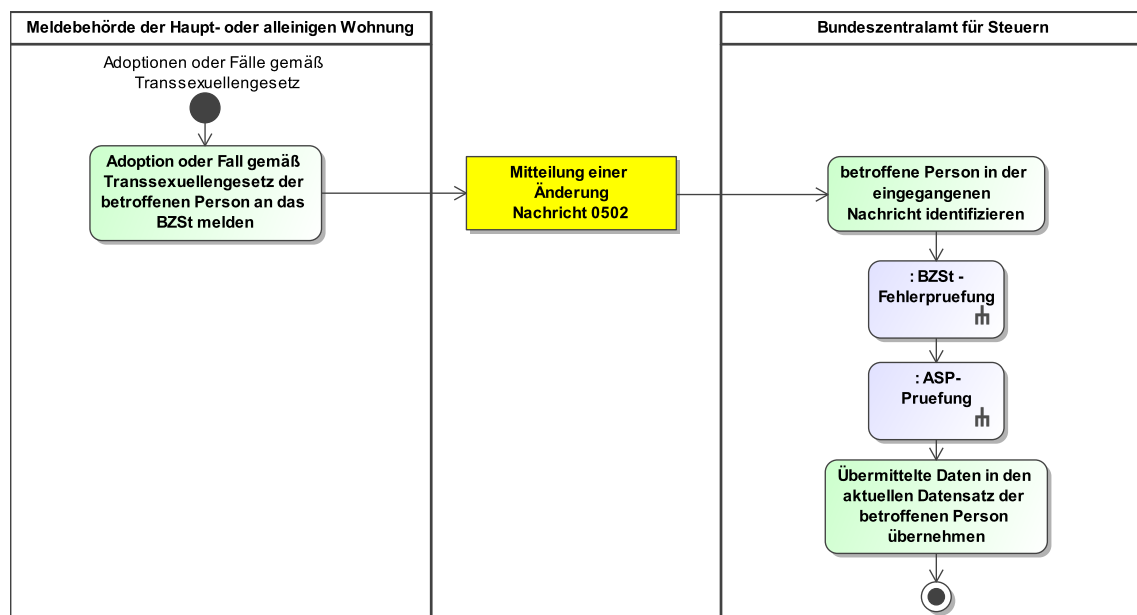 Meldebehörde der Haupt- oder alleinigen Wohnung
Adoptionen oder Fälle gemäß
Transsexuellengesetz
Adoption oder Fall gemäß
Transsexuellengesetz der
betroffenen Person an das
BZSt melden
Mitteilung einer
Änderung
Nachricht 0502
Bundeszentralamt für Steuern
betroffene Person in der
eingegangenen
Nachricht identifizieren
: BZSt -
Fehlerpruefung
: ASP-
Pruefung
Übermittelte Daten in den
aktuellen Datensatz der
betroffenen Person
übernehmen